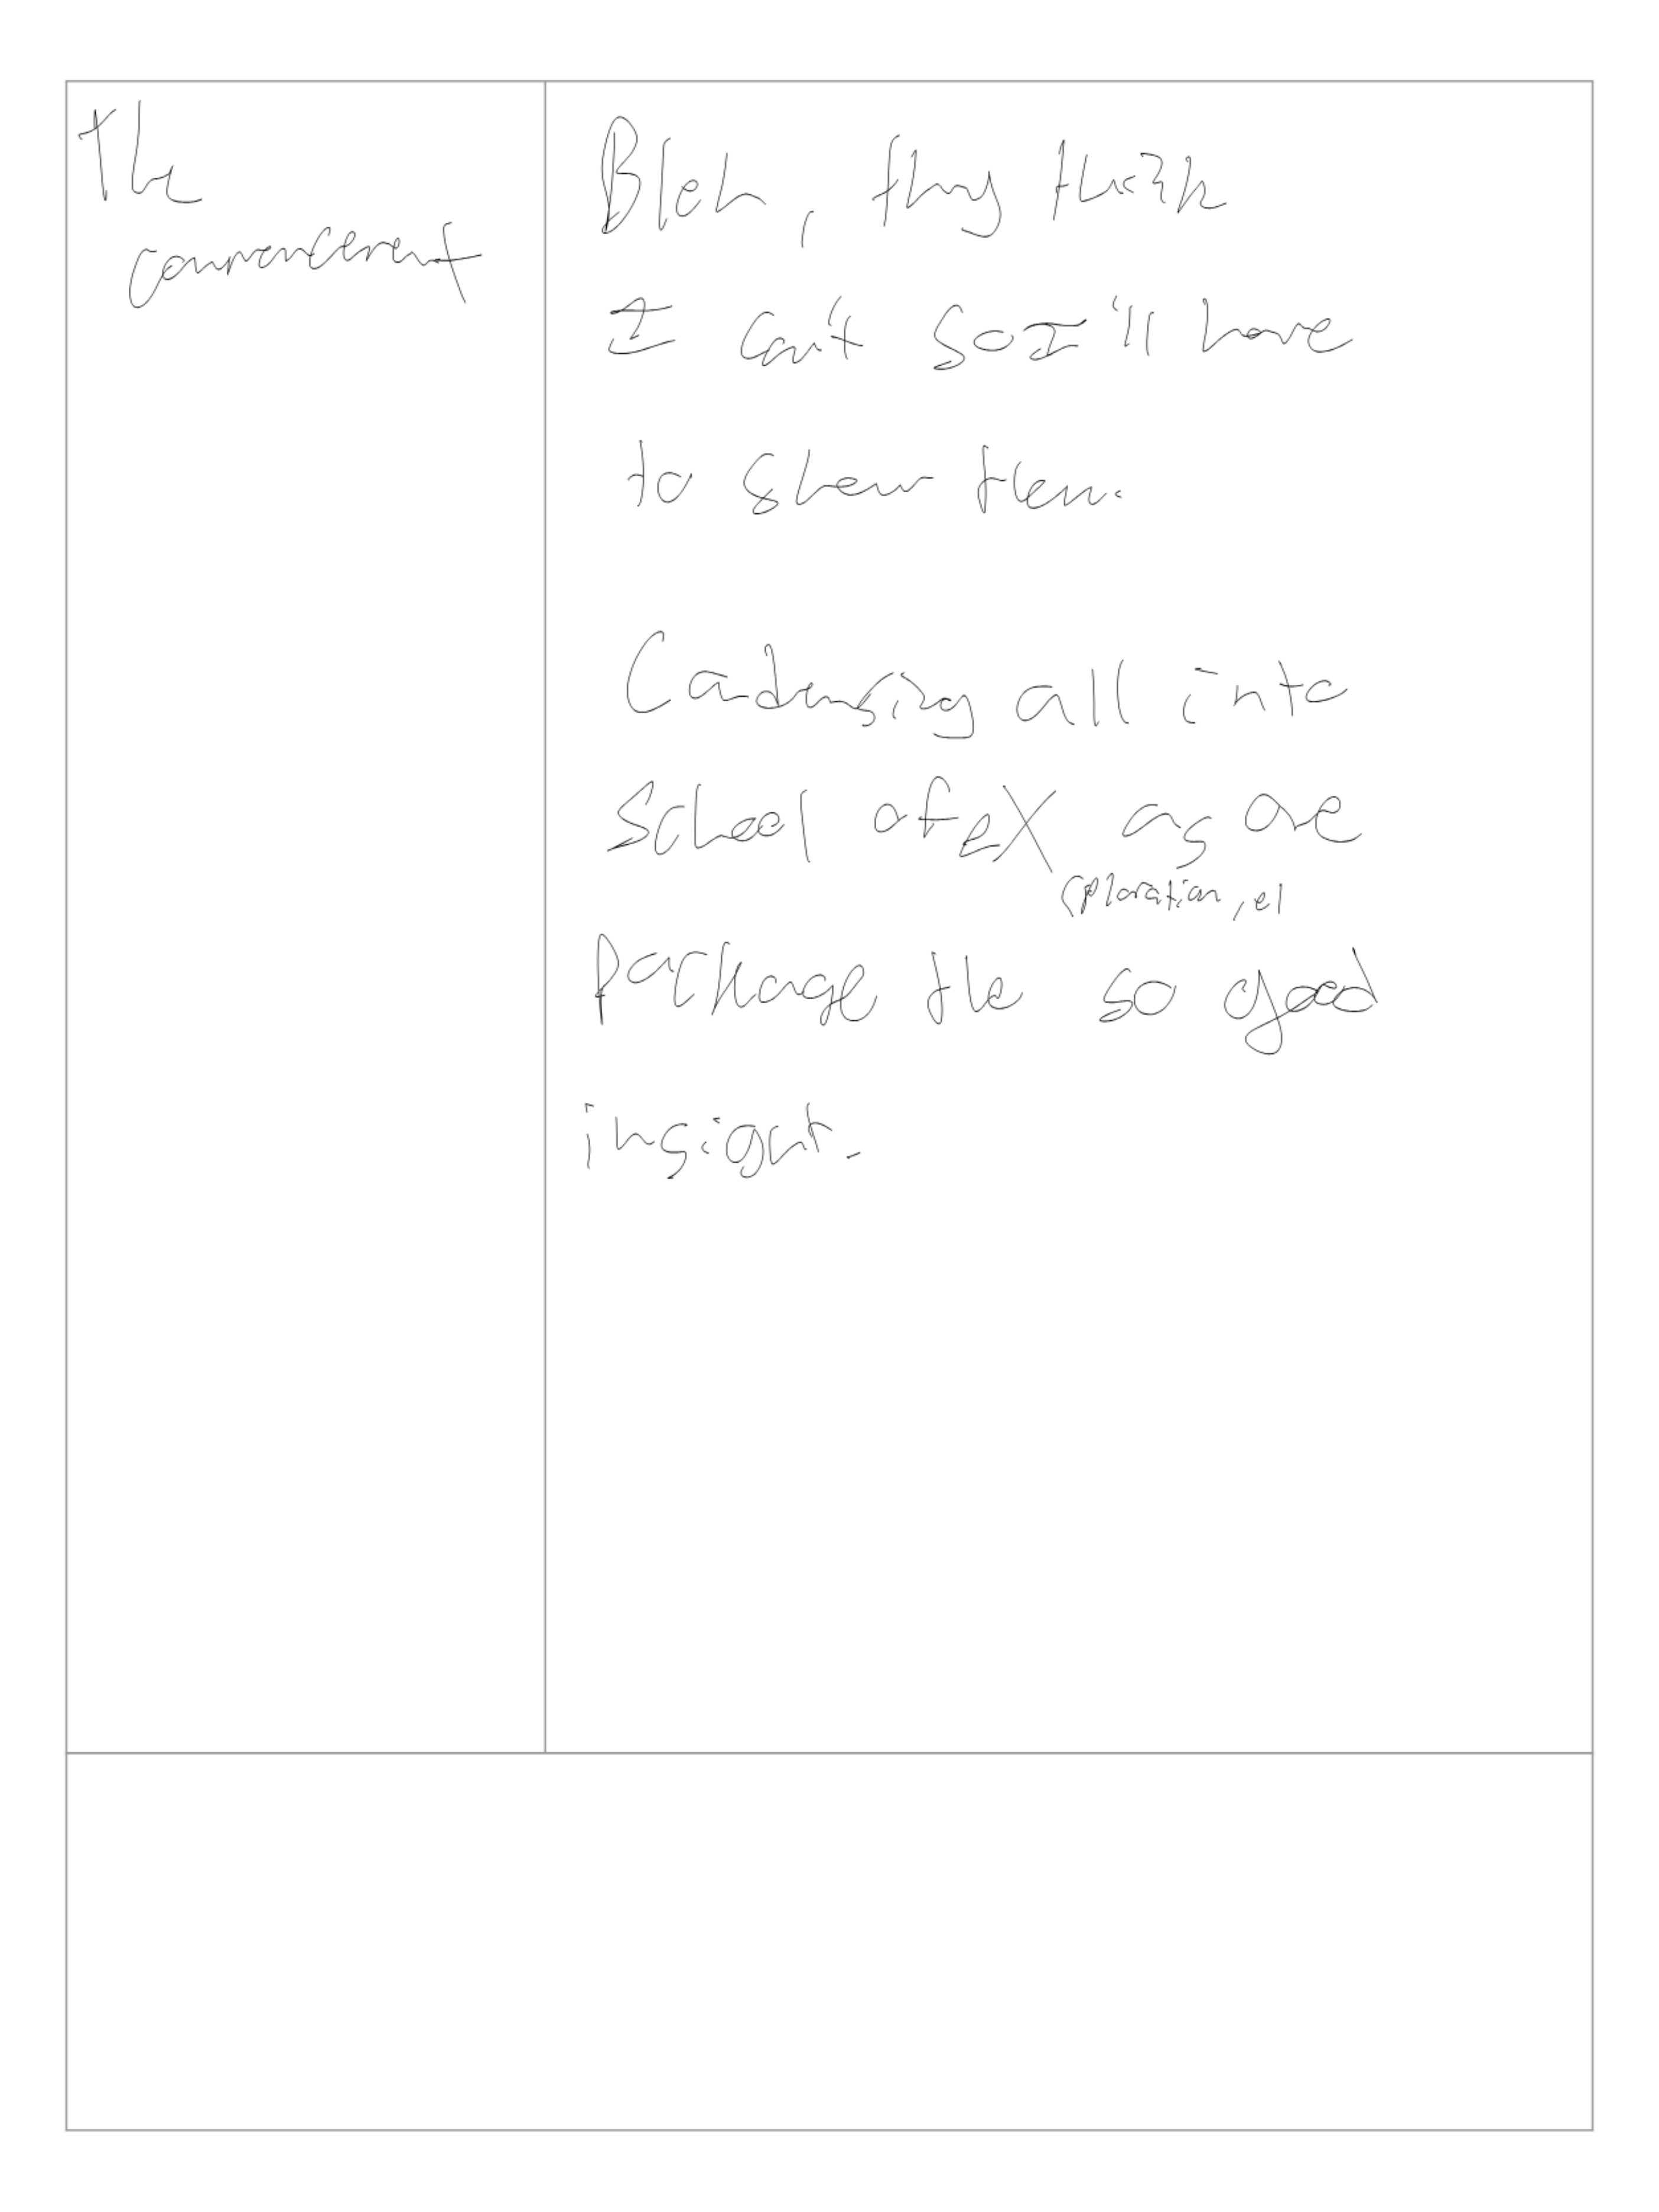 The
commencement
Bleh, they think
I can't so I'll have
to show them.
Condensing all into
School of eX as one
(ploration, el
package the so good
insight.